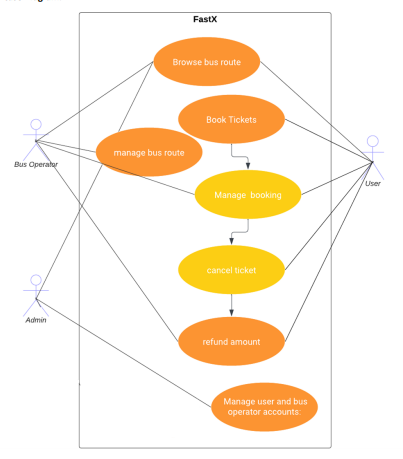 FastX
Browse bus route
Book Tickets
Bus Operator
manage bus route
User
Manage booking
cancel ticket
Admin
refund amount
Manage user and bus
operator accounts: